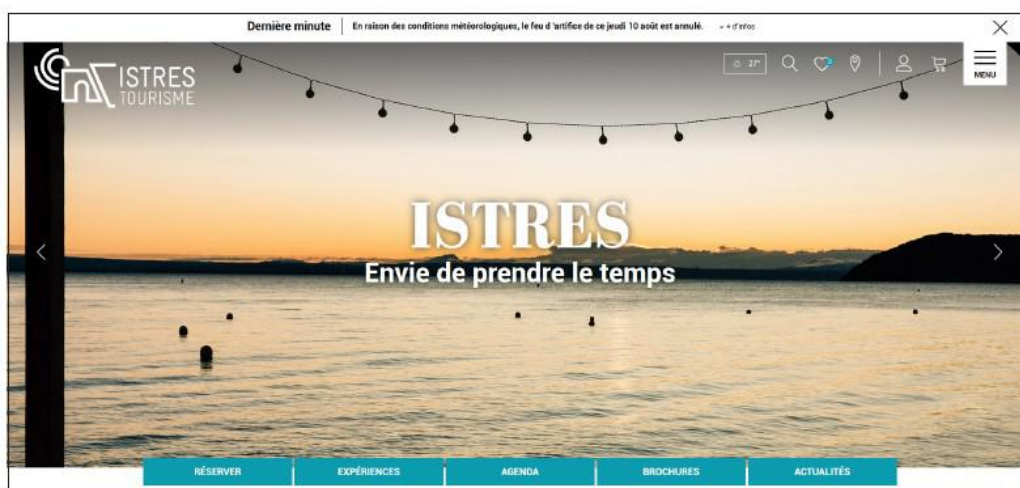 Dernière minute
En raison des conditions météorologiques, le feu d 'artifice de ce jeudi 10 août est annulé.
+ d'infos
ISTRES
TOURISME
27°
MENU
ISTRES
Envie de prendre le temps
RÉSERVER
EXPÉRIENCES
AGENDA
BROCHURES
ACTUALITÉS